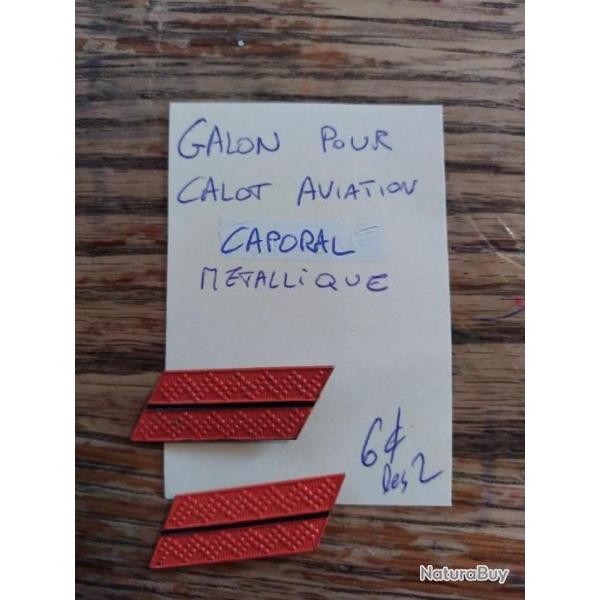 GALON POUR
CALOT AVIATION
CAPORAL
METALLIQUE
6€
les 2
NaturaBuy